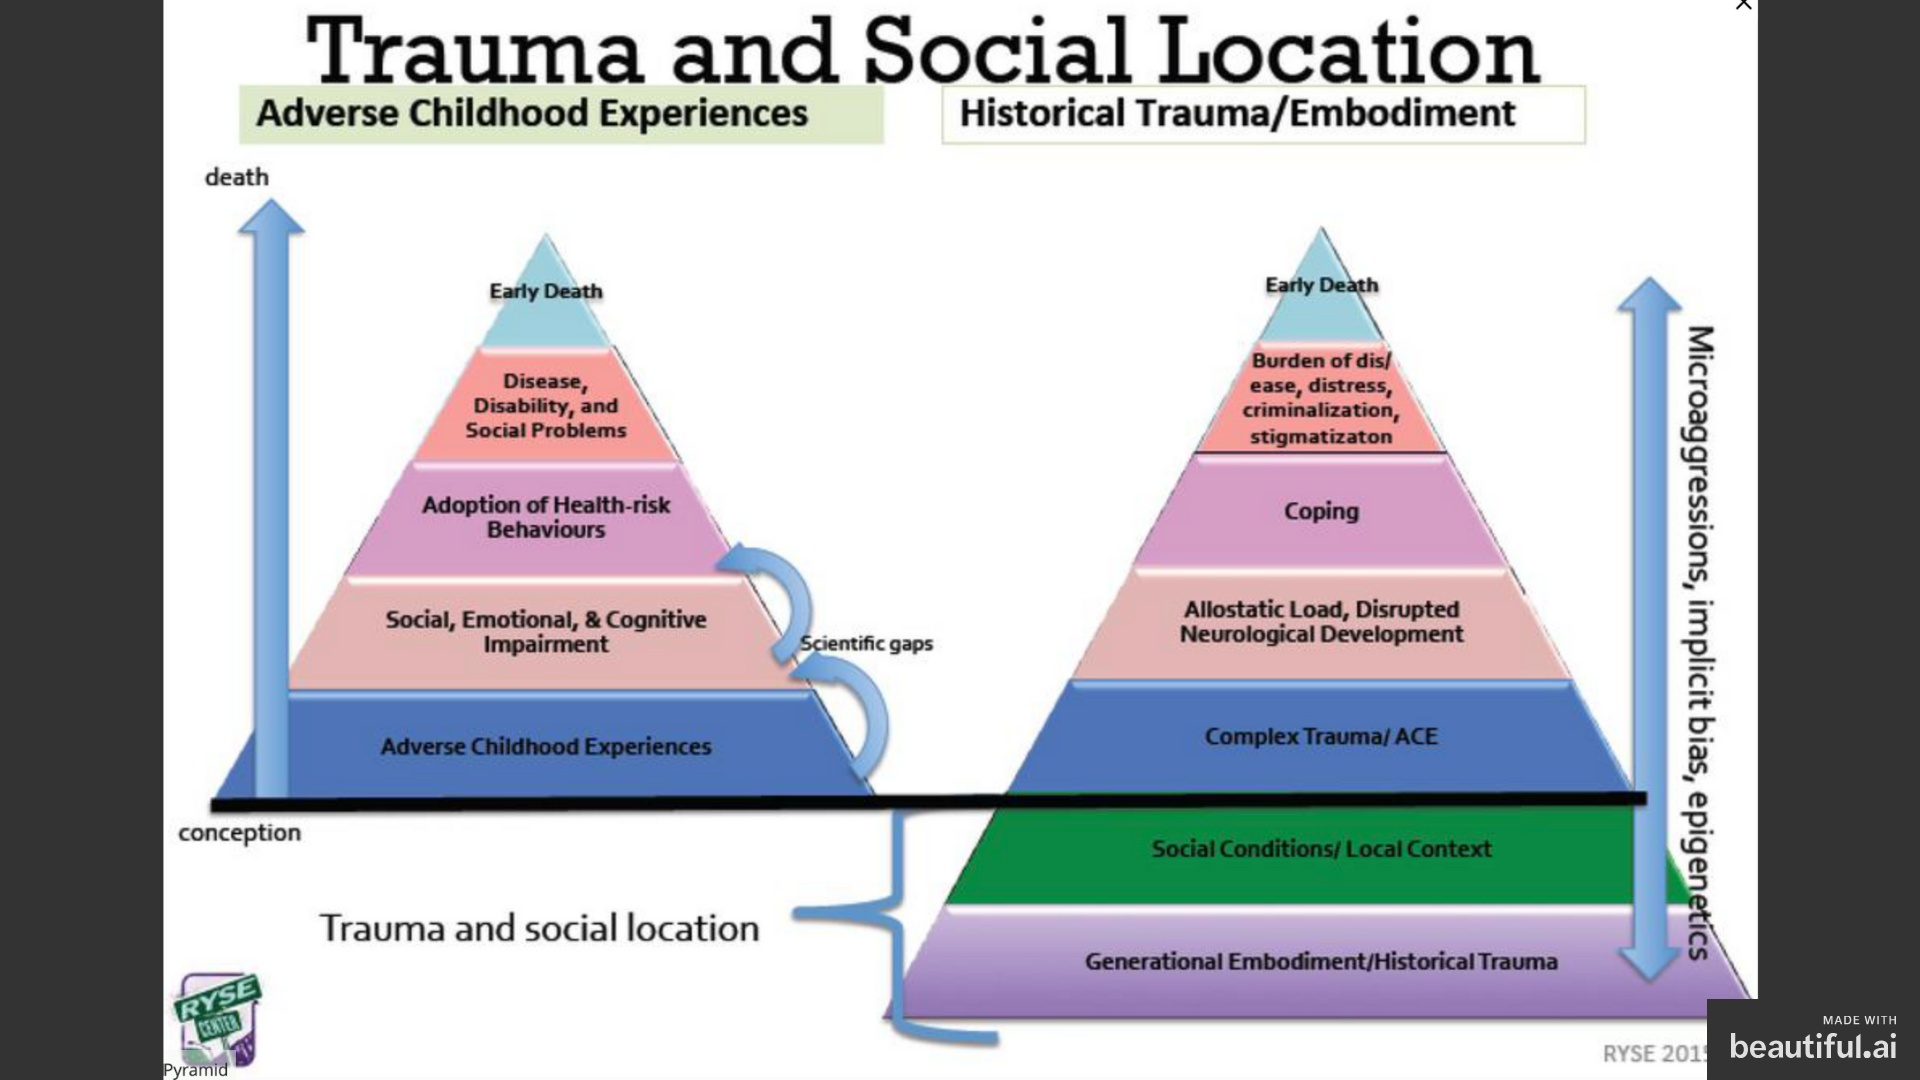 Trauma and Social Location
Adverse Childhood Experiences
Historical Trauma/Embodiment
death
Early Death
Disease,
Disability, and
Social Problems
Adoption of Health-risk
Behaviours
Social, Emotional, & Cognitive
Impairment
Scientific gaps
Adverse Childhood Experiences
conception
Early Death
Burden of dis/
ease, distress,
criminalization,
stigmatizaton
Coping
Allostatic Load, Disrupted
Neurological Development
Complex Trauma/ ACE
Social Conditions/ Local Context
Generational Embodiment/Historical Trauma
Microaggressions, implicit bias, epigenetics
Trauma and social location
RYSE
CENTER
Pyramid
RYSE
MADE WITH
beautiful.ai